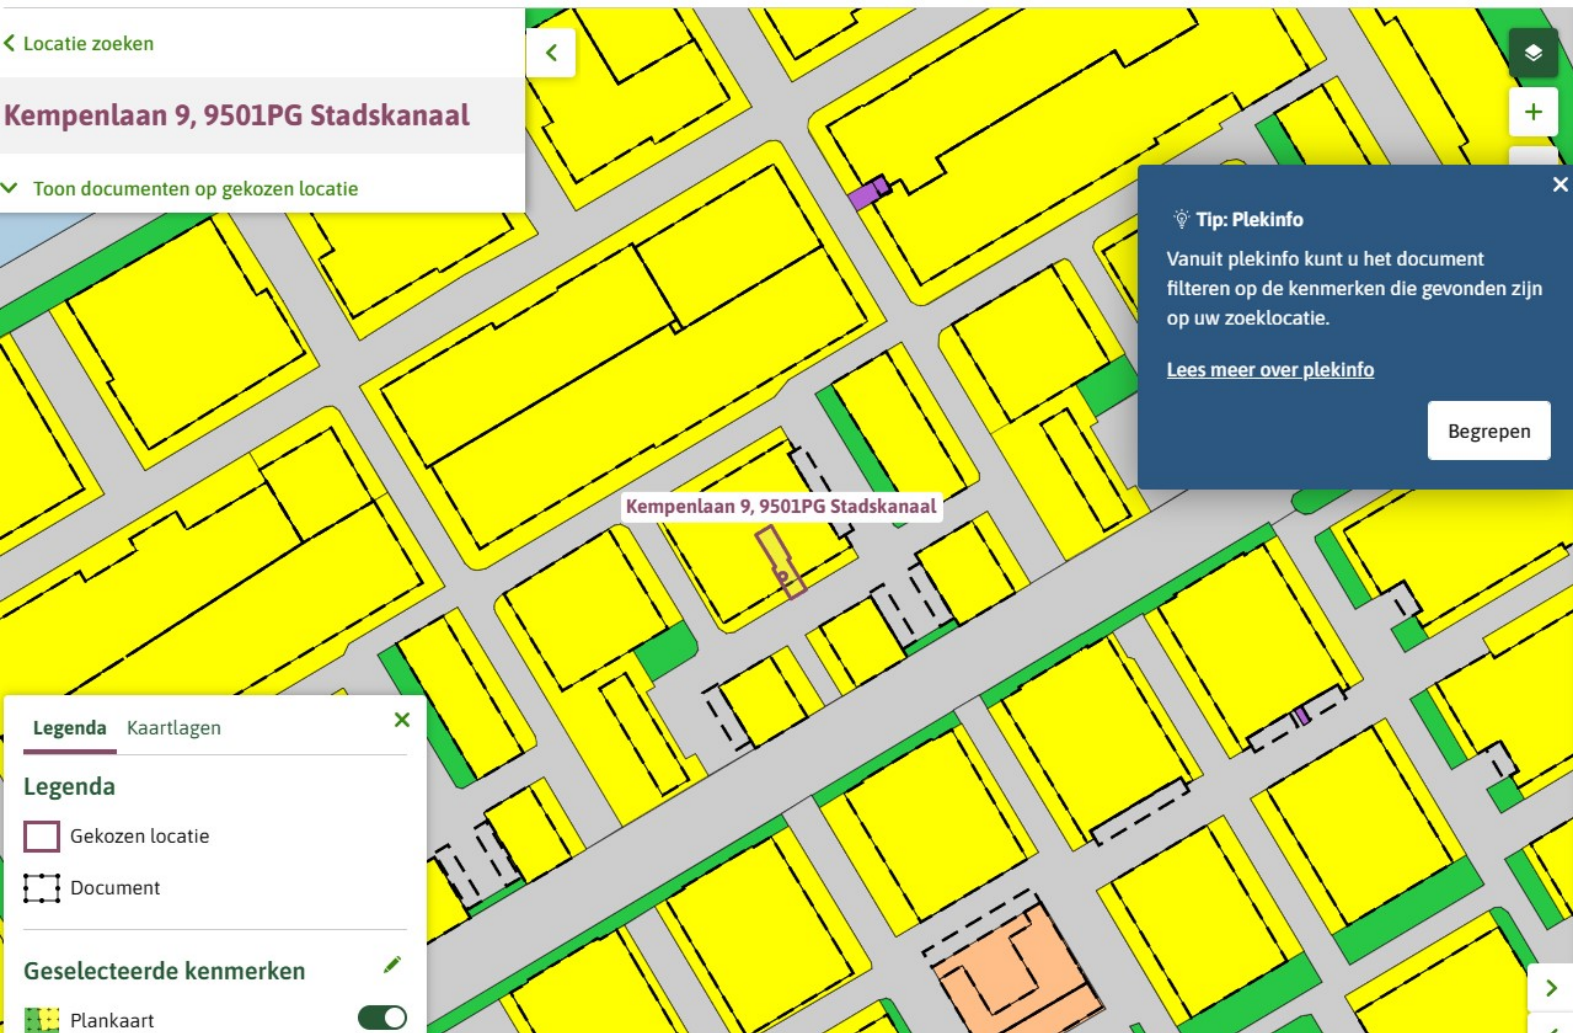 Locatie zoeken
Kempenlaan 9, 9501PG Stadskanaal
Toon documenten op gekozen locatie
Tip: Plekinfo
Vanuit plekinfo kunt u het document
filteren op de kenmerken die gevonden zijn
op uw zoeklocatie.
Lees meer over plekinfo
Begrepen
Kempenlaan 9, 9501PG Stadskanaal
Legenda Kaartlagen
Legenda
Gekozen locatie
Document
Geselecteerde kenmerken
Plankaart